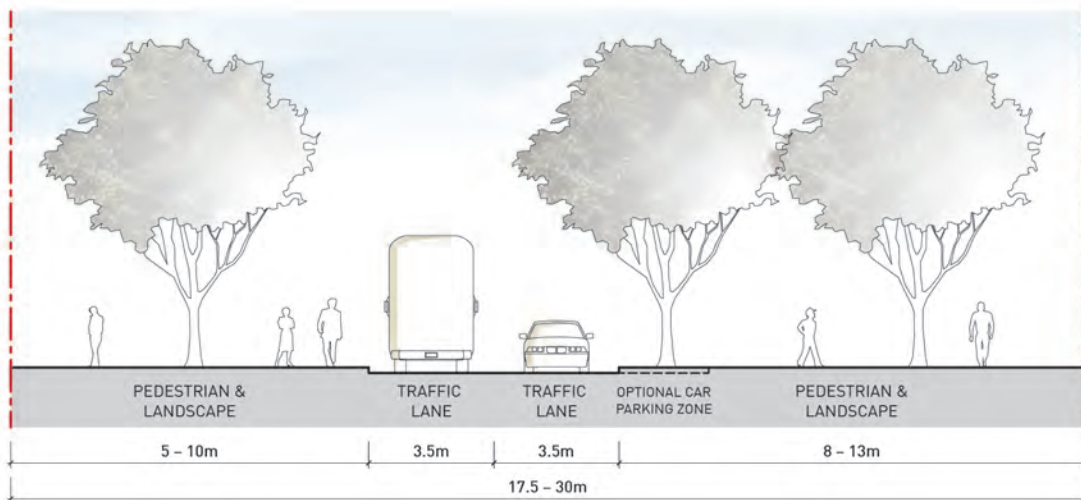 PEDESTRIAN &
LANDSCAPE
TRAFFIC
LANE
TRAFFIC
LANE
OPTIONAL CAR
PARKING ZONE
PEDESTRIAN &
LANDSCAPE
5 – 10m
3.5m
3.5m
8 – 13m
17.5 – 30m